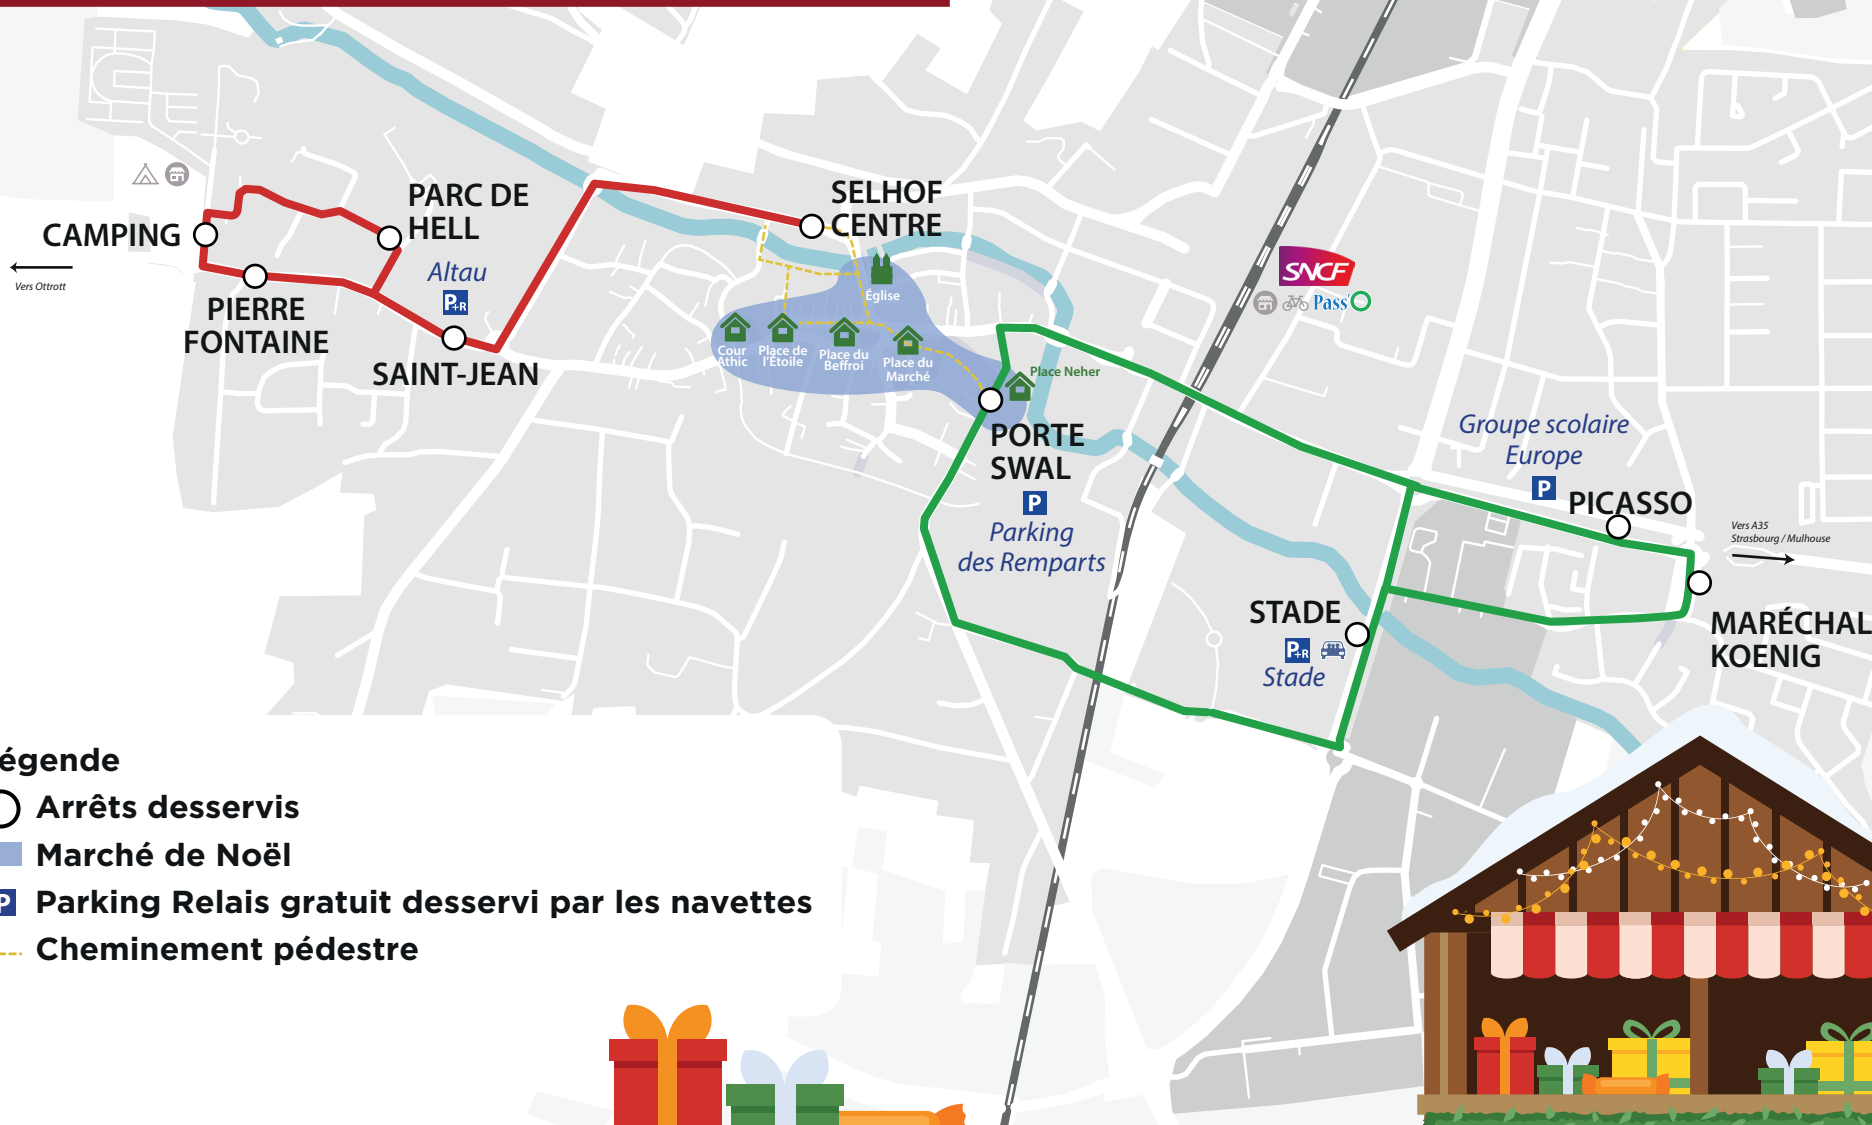 PARC DE
HELL
CAMPING
Vers Ottrott
Altau
P+R
PIERRE
FONTAINE
SAINT-JEAN
SELHOF
CENTRE
Église
Cour
Athic
Place de
l'Étoile
Place du
Beffroi
Place du
Marché
Place Neher
PORTE
SWAL
P
Parking
des Remparts
SNCF
Pass'O
Groupe scolaire
Europe
P
PICASSO
Vers A35
Strasbourg / Mulhouse
STADE
P+R
Stade
MARÉCHAL
KOENIG
égende
Arrêts desservis
Marché de Noël
P Parking Relais gratuit desservi par les navettes
Cheminement pédestre